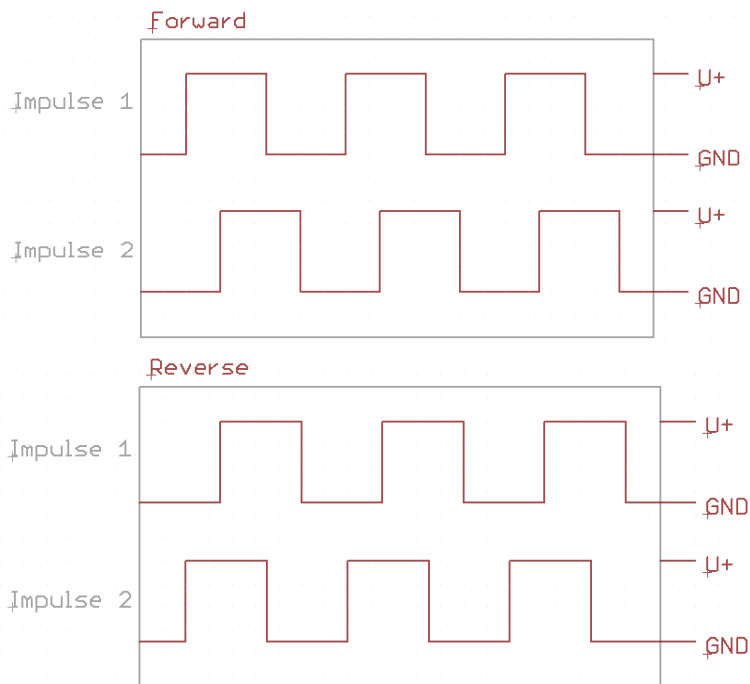 Forward
Impulse 1
U+
GND
Impulse 2
U+
GND
Reverse
Impulse 1
U+
GND
Impulse 2
U+
GND